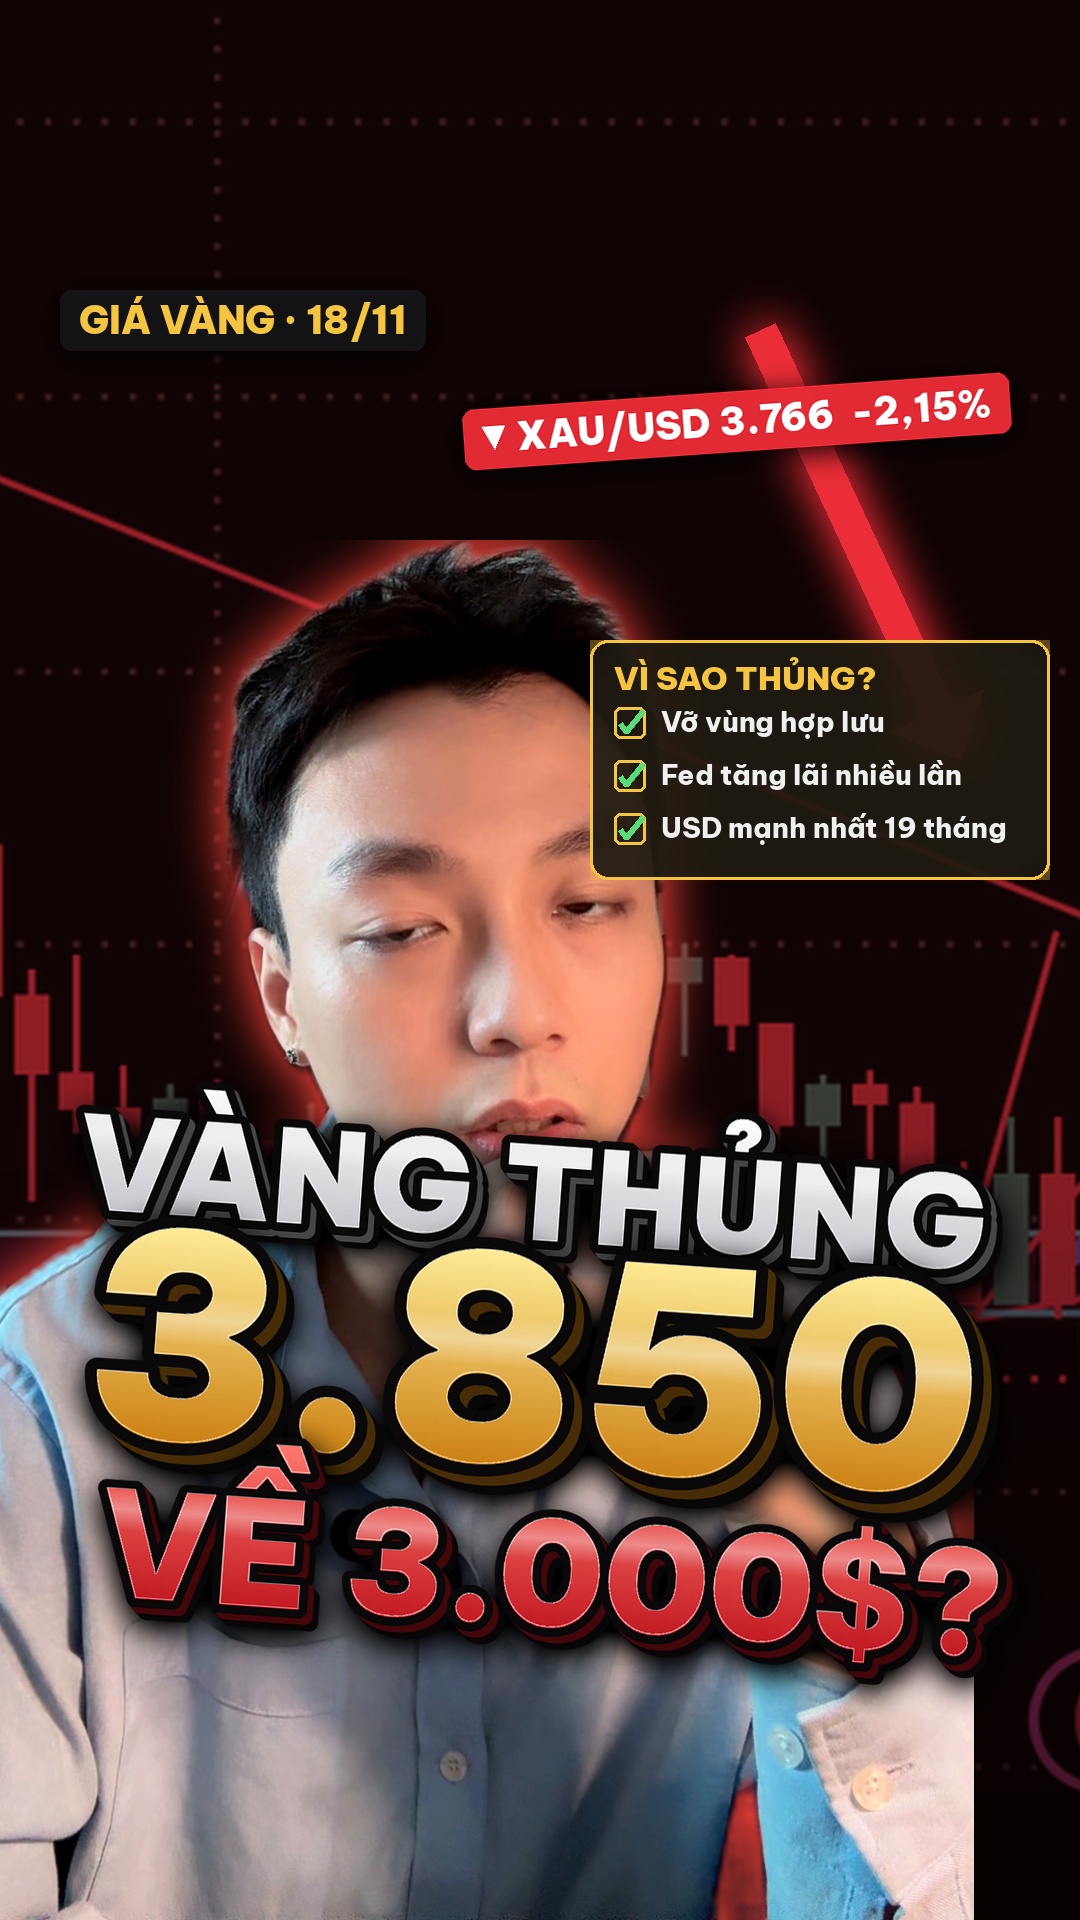 GIÁ VÀNG · 18/11
▼ XAU/USD 3.766 -2,15%
VÌ SAO THỦNG?
Vỡ vùng hợp lưu
Fed tăng lãi nhiều lần
USD mạnh nhất 19 tháng
VÀNG THỦNG
3.850
VỀ 3.000$?